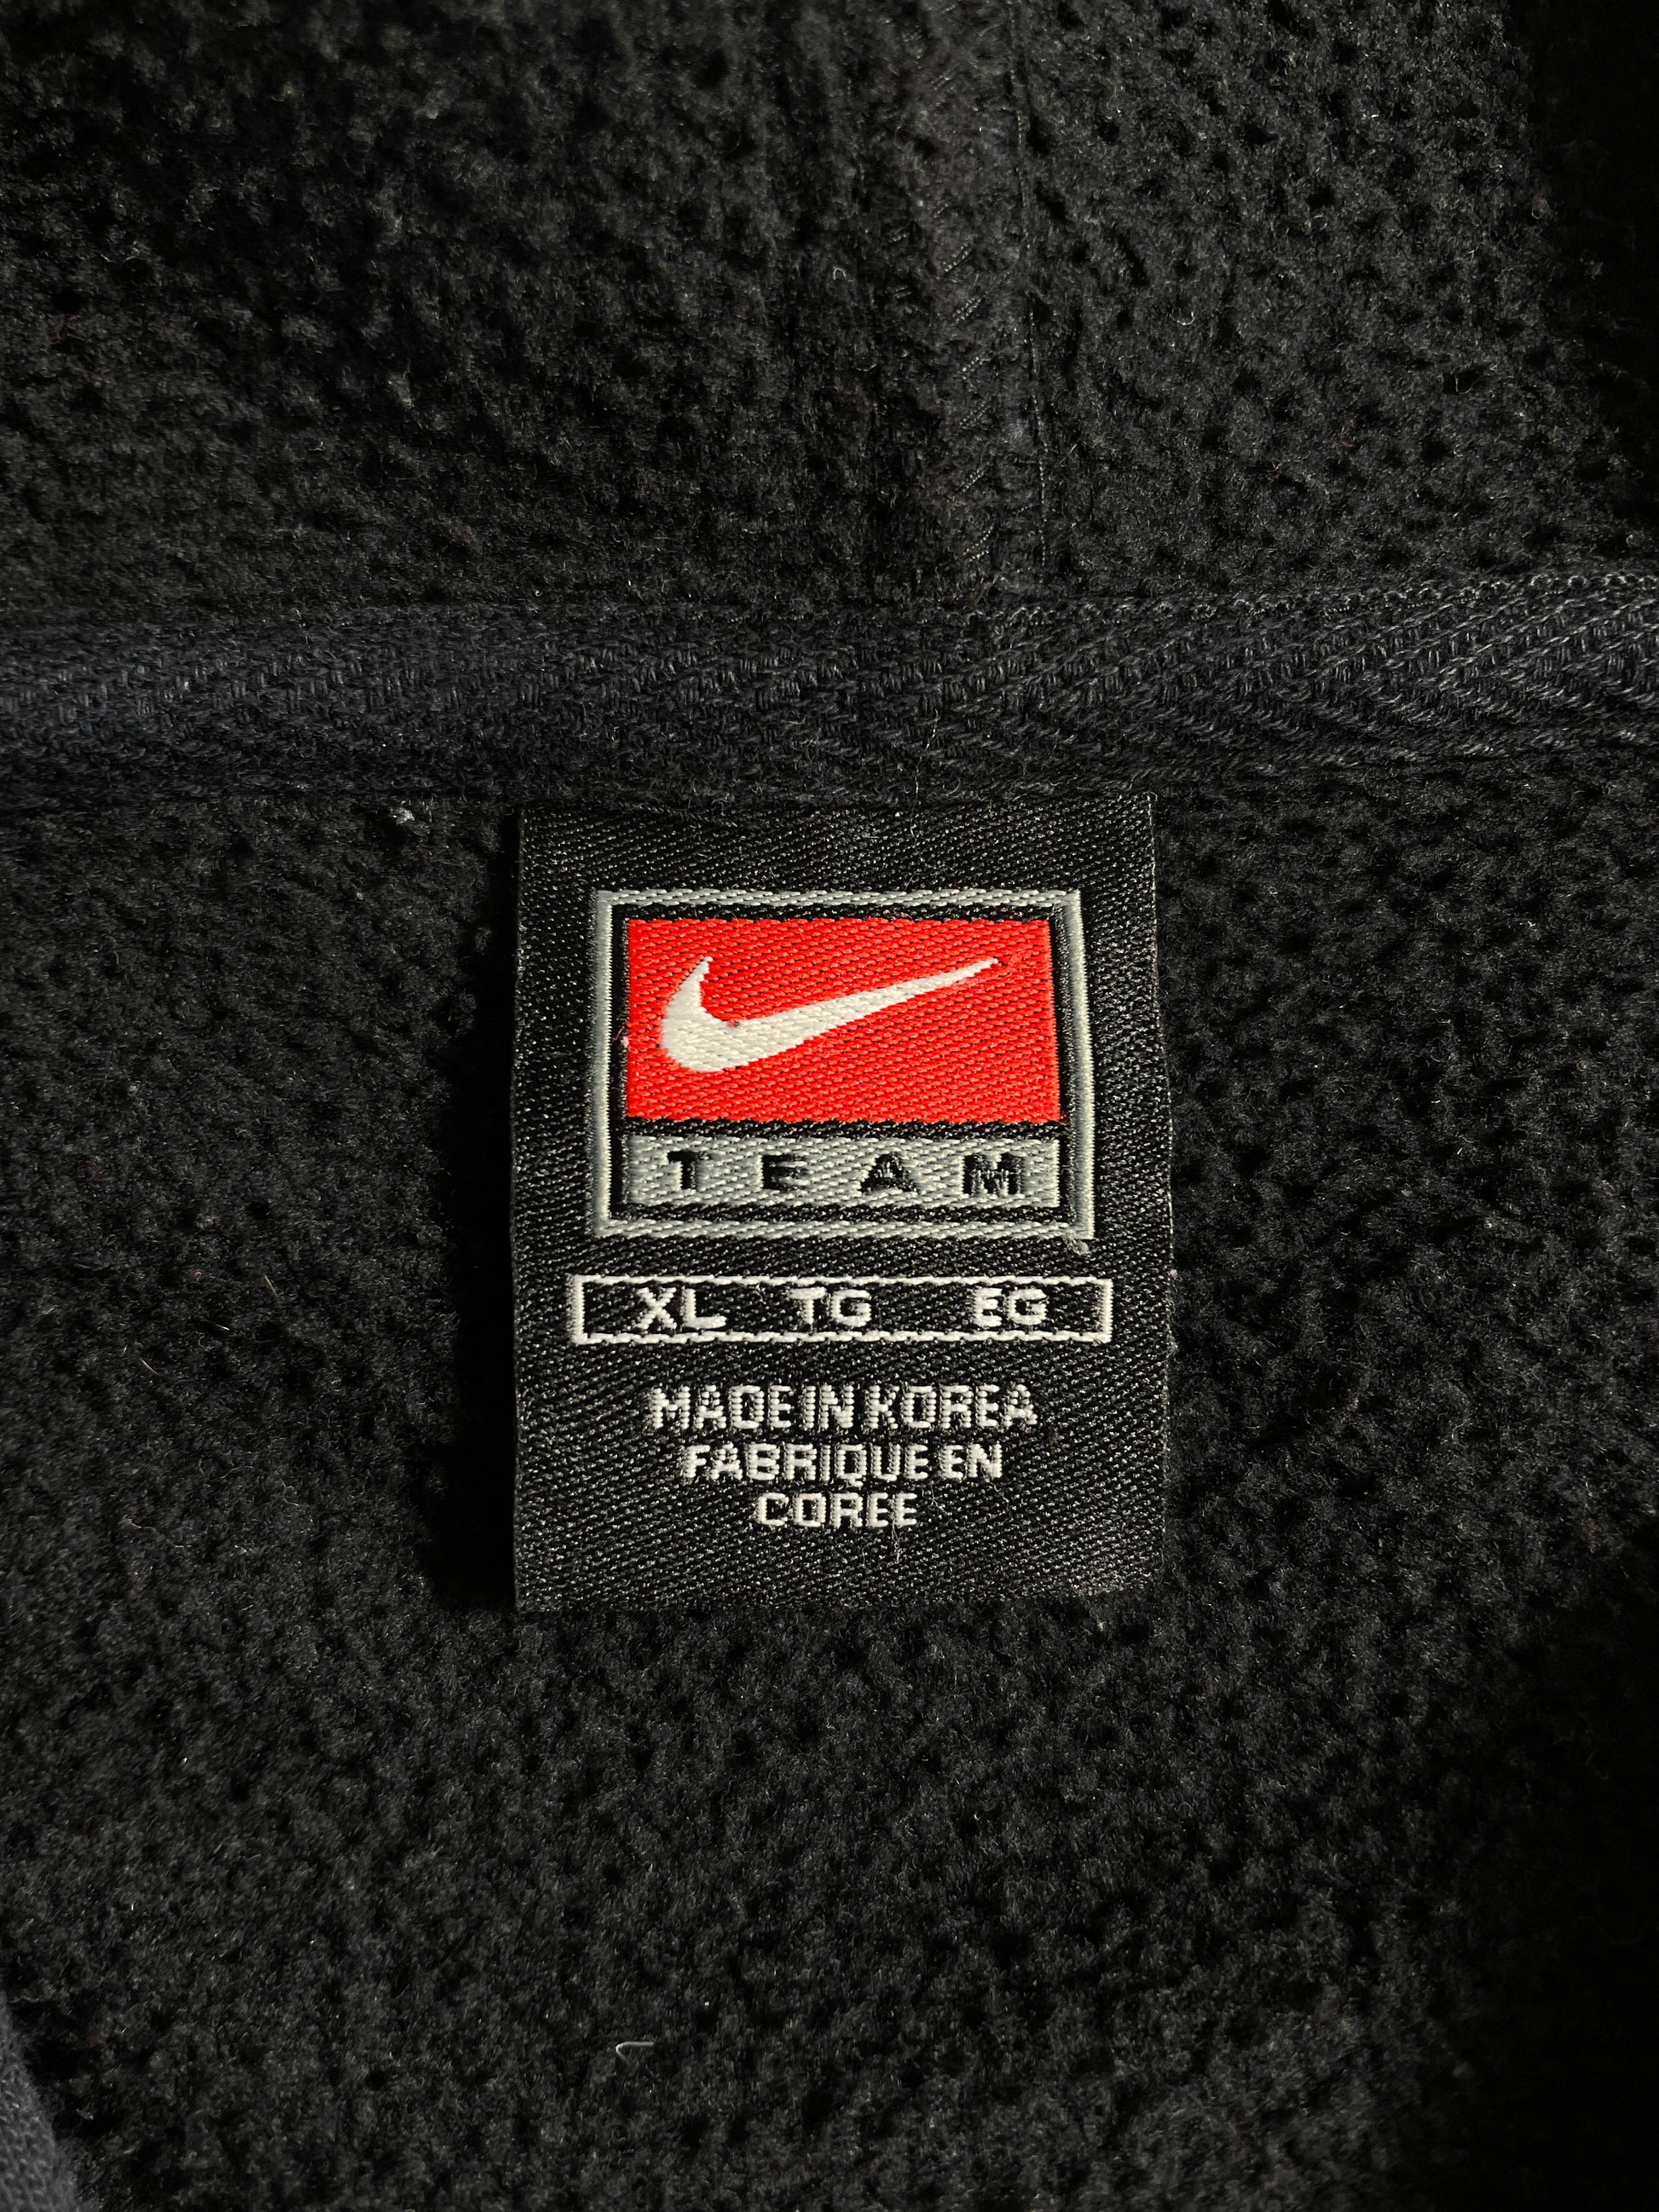 TEAM
XL TG EG
MADE IN KOREA
FABRIQUE EN
COREE